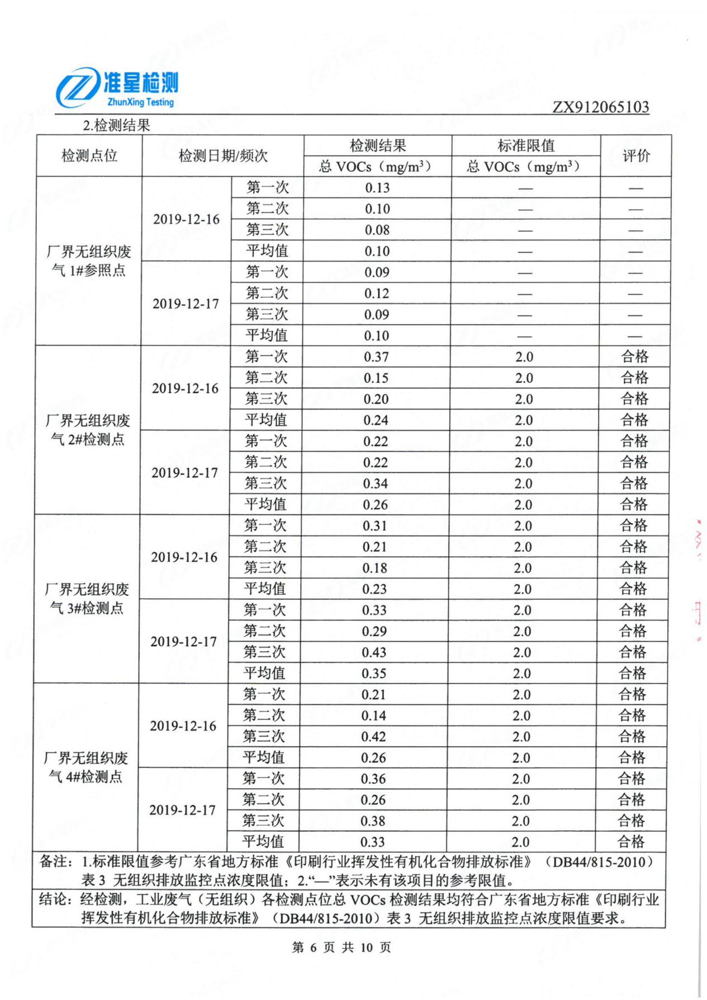 准星检测
ZhunXing Testing
ZX912065103
2.检测结果
检测点位 检测日期/频次 检测结果 标准限值 评价
总 VOCs（mg/m³） 总 VOCs（mg/m³）
厂界无组织废
气 1#参照点
2019-12-16
第一次 0.13 — —
第二次 0.10 — —
第三次 0.08 — —
平均值 0.10 — —
2019-12-17
第一次 0.09 — —
第二次 0.12 — —
第三次 0.09 — —
平均值 0.10 — —
厂界无组织废
气 2#检测点
2019-12-16
第一次 0.37 2.0 合格
第二次 0.15 2.0 合格
第三次 0.20 2.0 合格
平均值 0.24 2.0 合格
2019-12-17
第一次 0.22 2.0 合格
第二次 0.22 2.0 合格
第三次 0.34 2.0 合格
平均值 0.26 2.0 合格
厂界无组织废
气 3#检测点
2019-12-16
第一次 0.31 2.0 合格
第二次 0.21 2.0 合格
第三次 0.18 2.0 合格
平均值 0.23 2.0 合格
2019-12-17
第一次 0.33 2.0 合格
第二次 0.29 2.0 合格
第三次 0.43 2.0 合格
平均值 0.35 2.0 合格
厂界无组织废
气 4#检测点
2019-12-16
第一次 0.21 2.0 合格
第二次 0.14 2.0 合格
第三次 0.42 2.0 合格
平均值 0.26 2.0 合格
2019-12-17
第一次 0.36 2.0 合格
第二次 0.26 2.0 合格
第三次 0.38 2.0 合格
平均值 0.33 2.0 合格
备注：1.标准限值参考广东省地方标准《印刷行业挥发性有机化合物排放标准》（DB44/815-2010）
表 3 无组织排放监控点浓度限值；2.“—”表示未有该项目的参考限值。
结论：经检测，工业废气（无组织）各检测点位总 VOCs 检测结果均符合广东省地方标准《印刷行业
挥发性有机化合物排放标准》（DB44/815-2010）表 3 无组织排放监控点浓度限值要求。
第 6 页 共 10 页